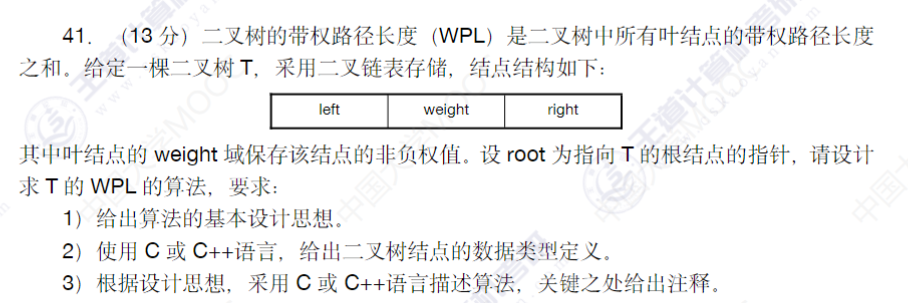 41. （13 分）二叉树的带权路径长度（WPL）是二叉树中所有叶结点的带权路径长度
之和。给定一棵二叉树 T，采用二叉链表存储，结点结构如下：
left weight right
其中叶结点的 weight 域保存该结点的非负权值。设 root 为指向 T 的根结点的指针，请设计
求 T 的 WPL 的算法，要求：
1）给出算法的基本设计思想。
2）使用 C 或 C++语言，给出二叉树结点的数据类型定义。
3）根据设计思想，采用 C 或 C++语言描述算法，关键之处给出注释。